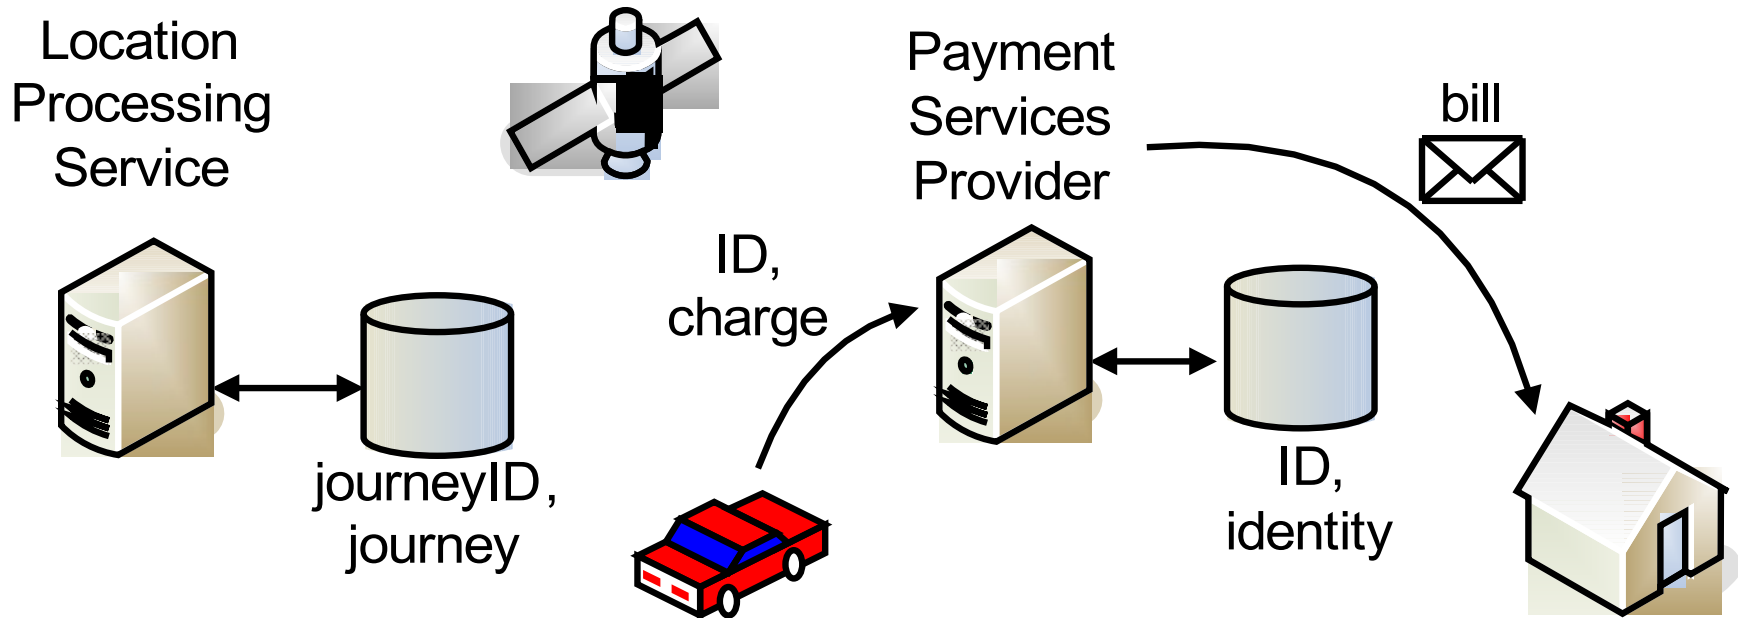 Location
Processing
Service
Payment
Services
Provider
bill
ID,
charge
journeyID,
journey
ID,
identity